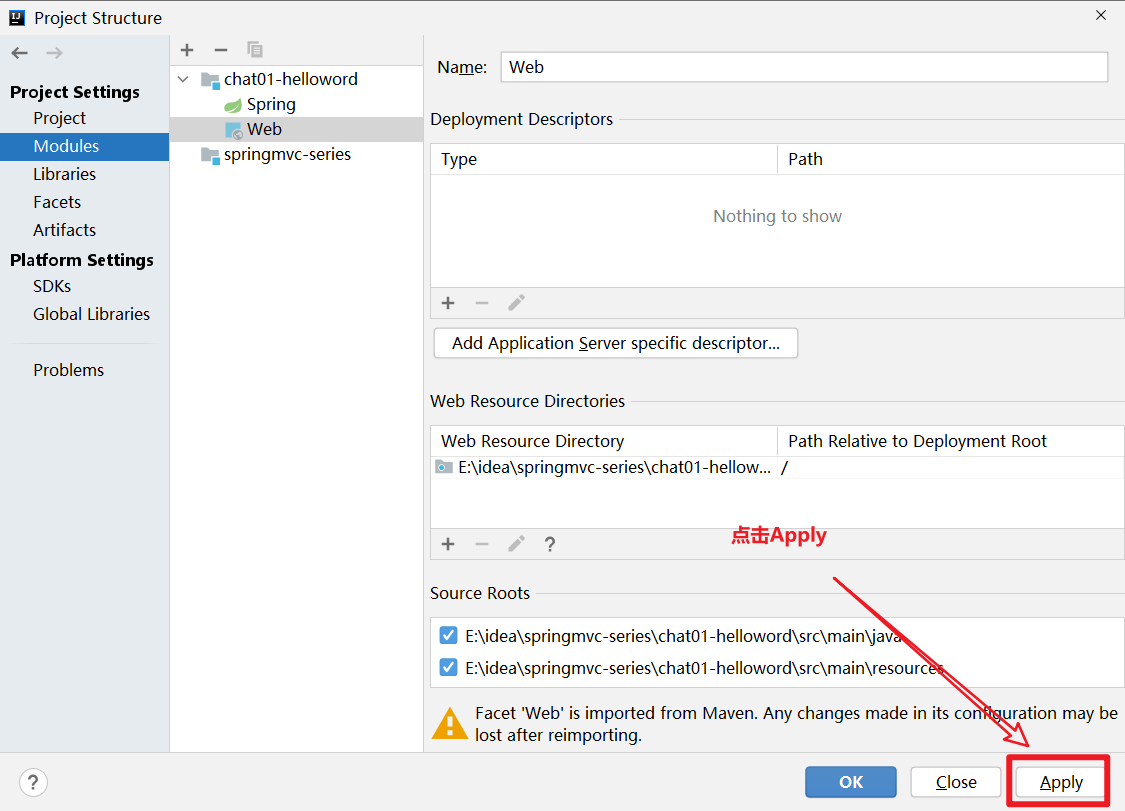 Project Structure
Project Settings
Project
Modules
Libraries
Facets
Artifacts
Platform Settings
SDKs
Global Libraries
Problems
chat01-helloword
Spring
Web
springmvc-series
Name: Web
Deployment Descriptors
Type Path
Nothing to show
Add Application Server specific descriptor...
Web Resource Directories
Web Resource Directory Path Relative to Deployment Root
E:\idea\springmvc-series\chat01-hellow... /
点击Apply
Source Roots
E:\idea\springmvc-series\chat01-helloword\src\main\java
E:\idea\springmvc-series\chat01-helloword\src\main\resources
Facet 'Web' is imported from Maven. Any changes made in its configuration may be
lost after reimporting.
OK Close Apply